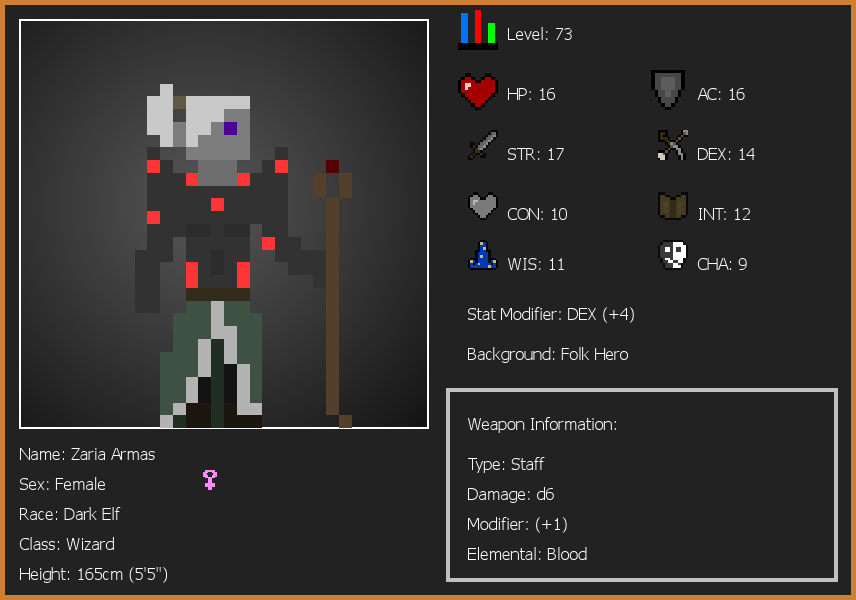 Level: 73
HP: 16
AC: 16
STR: 17
DEX: 14
CON: 10
INT: 12
WIS: 11
CHA: 9
Stat Modifier: DEX (+4)
Background: Folk Hero
Weapon Information:
Type: Staff
Damage: d6
Modifier: (+1)
Elemental: Blood
Name: Zaria Armas
Sex: Female
Race: Dark Elf
Class: Wizard
Height: 165cm (5'5")